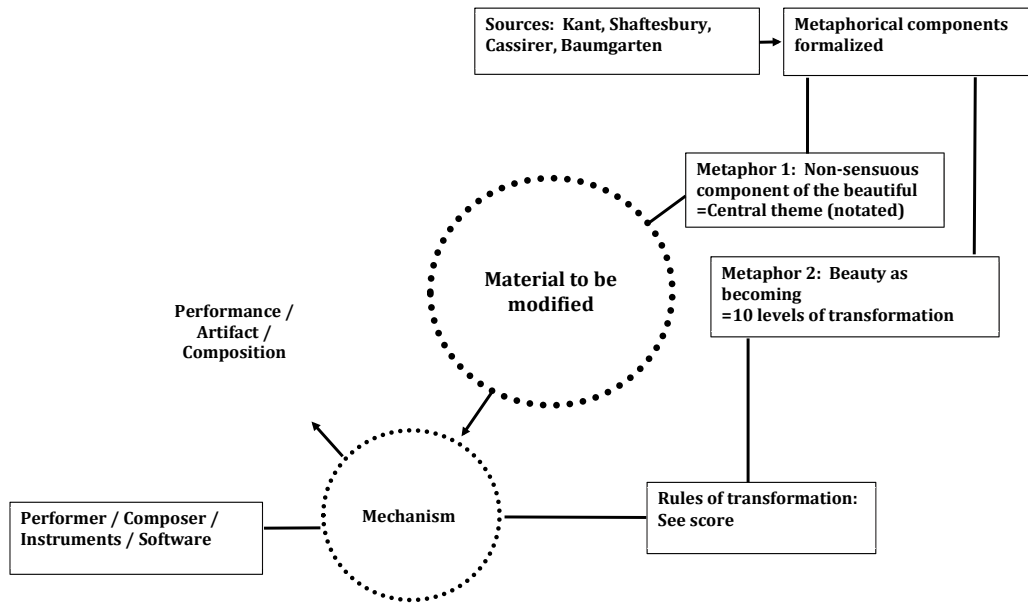 Sources: Kant, Shaftesbury,
Cassirer, Baumgarten
Metaphorical components
formalized
Metaphor 1: Non-sensuous
component of the beautiful
=Central theme (notated)
Material to be
modified
Metaphor 2: Beauty as
becoming
=10 levels of transformation
Performance /
Artifact /
Composition
Rules of transformation:
See score
Performer / Composer /
Instruments / Software
Mechanism